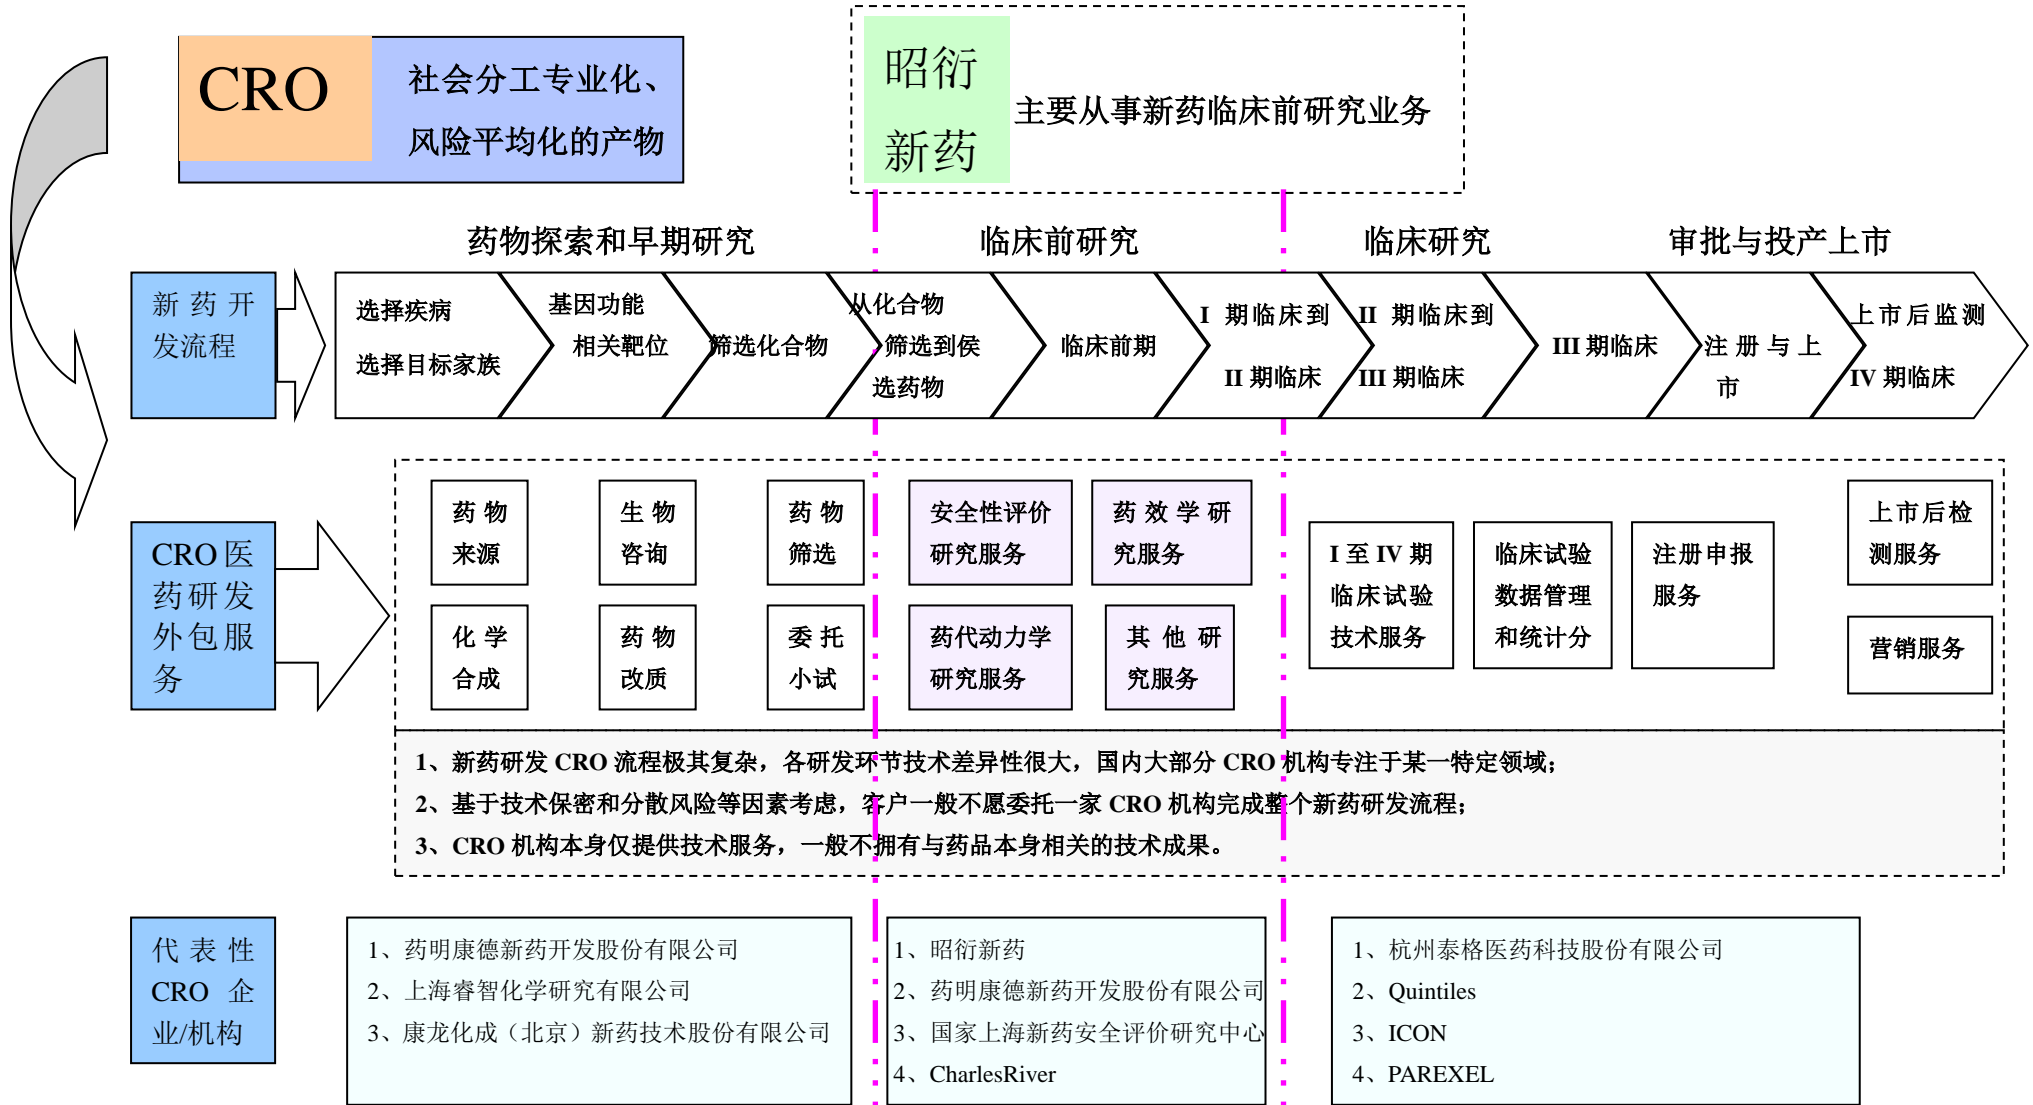 CRO
社会分工专业化、
风险平均化的产物
昭衍
新药
主要从事新药临床前研究业务
药物探索和早期研究
临床前研究
临床研究
审批与投产上市
新药开
发流程
选择疾病
选择目标家族
基因功能
相关靶位
筛选化合物
从化合物
筛选到侯
选药物
临床前期
I 期临床到
II 期临床
II 期临床到
III 期临床
III 期临床
注册与上
市
上市后监测
IV 期临床
CRO 医
药研发
外包服
务
药物
来源
生物
咨询
药物
筛选
安全性评价
研究服务
药效学研
究服务
化学
合成
药物
改质
委托
小试
药代动力学
研究服务
其他研
究服务
I 至 IV 期
临床试验
技术服务
临床试验
数据管理
和统计分
注册申报
服务
上市后检
测服务
营销服务
1、新药研发 CRO 流程极其复杂，各研发环节技术差异性很大，国内大部分 CRO 机构专注于某一特定领域；
2、基于技术保密和分散风险等因素考虑，客户一般不愿委托一家 CRO 机构完成整个新药研发流程；
3、CRO 机构本身仅提供技术服务，一般不拥有与药品本身相关的技术成果。
代表性
CRO 企
业/机构
1、药明康德新药开发股份有限公司
2、上海睿智化学研究有限公司
3、康龙化成（北京）新药技术股份有限公司
1、昭衍新药
2、药明康德新药开发股份有限公司
3、国家上海新药安全评价研究中心
4、CharlesRiver
1、杭州泰格医药科技股份有限公司
2、Quintiles
3、ICON
4、PAREXEL